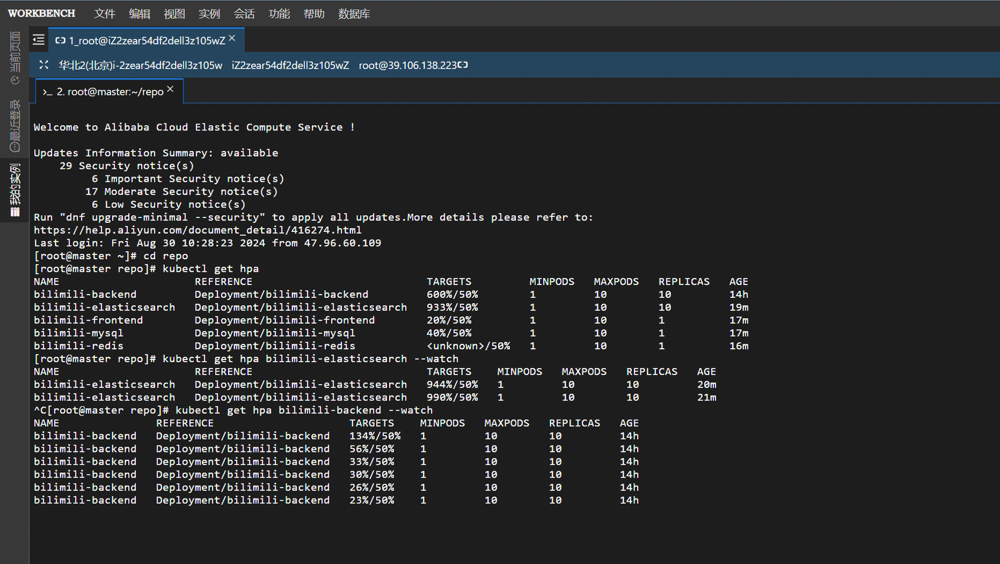 WORKBENCH 文件 编辑 视图 实例 会话 功能 帮助 数据库
当前页面
最近登录
我的实例
1_root@iZ2zear54df2dell3z105wZ
华北2(北京)i-2zear54df2dell3z105w iZ2zear54df2dell3z105wZ root@39.106.138.223
>_ 2. root@master:~/repo
Welcome to Alibaba Cloud Elastic Compute Service !
Updates Information Summary: available
29 Security notice(s)
6 Important Security notice(s)
17 Moderate Security notice(s)
6 Low Security notice(s)
Run "dnf upgrade-minimal --security" to apply all updates.More details please refer to:
https://help.aliyun.com/document_detail/416274.html
Last login: Fri Aug 30 10:28:23 2024 from 47.96.60.109
[root@master ~]# cd repo
[root@master repo]# kubectl get hpa
NAME REFERENCE TARGETS MINPODS MAXPODS REPLICAS AGE
bilimili-backend Deployment/bilimili-backend 600%/50% 1 10 10 14h
bilimili-elasticsearch Deployment/bilimili-elasticsearch 933%/50% 1 10 10 19m
bilimili-frontend Deployment/bilimili-frontend 20%/50% 1 10 1 17m
bilimili-mysql Deployment/bilimili-mysql 40%/50% 1 10 1 17m
bilimili-redis Deployment/bilimili-redis <unknown>/50% 1 10 1 16m
[root@master repo]# kubectl get hpa bilimili-elasticsearch --watch
NAME REFERENCE TARGETS MINPODS MAXPODS REPLICAS AGE
bilimili-elasticsearch Deployment/bilimili-elasticsearch 944%/50% 1 10 10 20m
bilimili-elasticsearch Deployment/bilimili-elasticsearch 990%/50% 1 10 10 21m
^C[root@master repo]# kubectl get hpa bilimili-backend --watch
NAME REFERENCE TARGETS MINPODS MAXPODS REPLICAS AGE
bilimili-backend Deployment/bilimili-backend 134%/50% 1 10 10 14h
bilimili-backend Deployment/bilimili-backend 56%/50% 1 10 10 14h
bilimili-backend Deployment/bilimili-backend 33%/50% 1 10 10 14h
bilimili-backend Deployment/bilimili-backend 30%/50% 1 10 10 14h
bilimili-backend Deployment/bilimili-backend 26%/50% 1 10 10 14h
bilimili-backend Deployment/bilimili-backend 23%/50% 1 10 10 14h